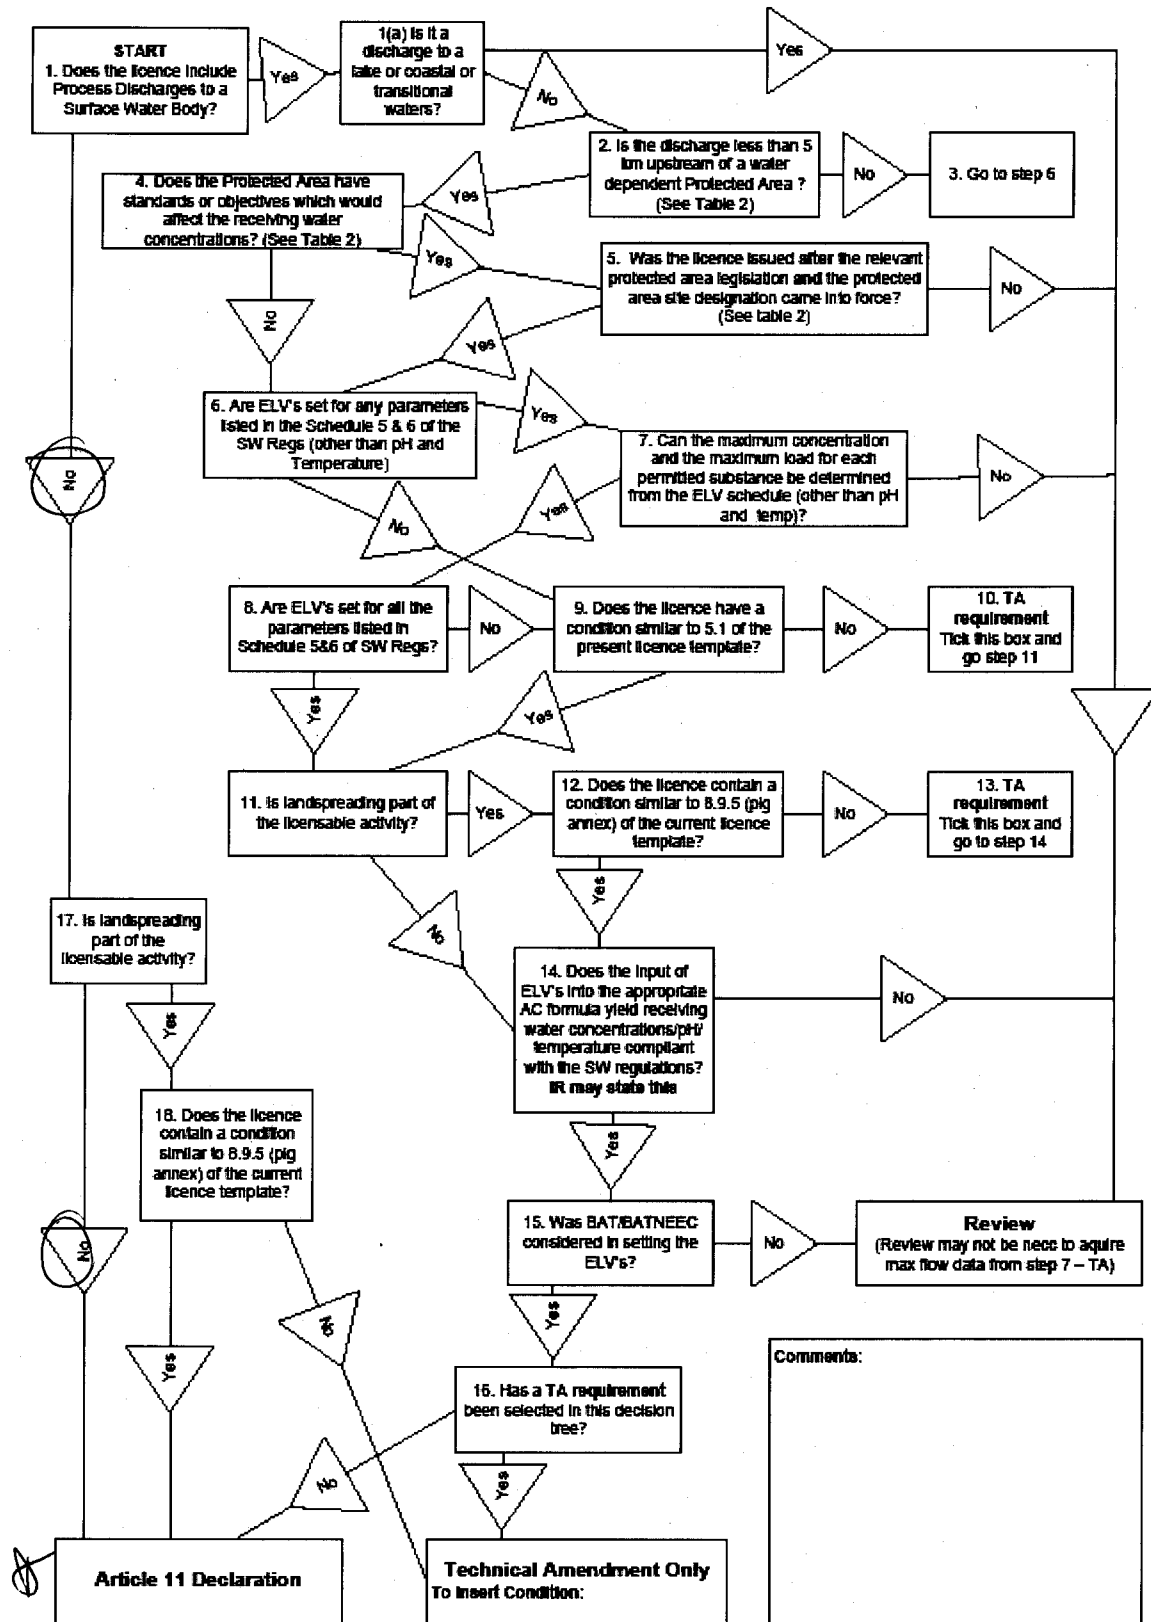 START
1. Does the licence include
Process Discharges to a
Surface Water Body?
Yes
1(a) Is it a
discharge to a
lake or coastal or
transitional
waters?
Yes
No
2. Is the discharge less than 5
km upstream of a water
dependent Protected Area ?
(See Table 2)
No
3. Go to step 6
Yes
4. Does the Protected Area have
standards or objectives which would
affect the receiving water
concentrations? (See Table 2)
Yes
5. Was the licence issued after the relevant
protected area legislation and the protected
area site designation came into force?
(See table 2)
No
No
Yes
6. Are ELV's set for any parameters
listed in the Schedule 5 & 6 of the
SW Regs (other than pH and
Temperature)
Yes
7. Can the maximum concentration
and the maximum load for each
permitted substance be determined
from the ELV schedule (other than pH
and temp)?
No
No
Yes
No
8. Are ELV's set for all the
parameters listed in
Schedule 5&6 of SW Regs?
No
9. Does the licence have a
condition similar to 5.1 of the
present licence template?
No
10. TA
requirement
Tick this box and
go step 11
Yes
Yes
11. Is landspreading part of
the licensable activity?
Yes
12. Does the licence contain a
condition similar to 8.9.5 (pig
annex) of the current licence
template?
No
13. TA
requirement
Tick this box and
go to step 14
Yes
No
17. Is landspreading
part of the
licensable activity?
14. Does the input of
ELV's into the appropritate
AC formula yield receiving
water concentrations/pH/
temperature compliant
with the SW regulations?
IR may state this
No
Yes
18. Does the licence
contain a condition
similar to 8.9.5 (pig
annex) of the current
licence template?
Yes
No
15. Was BAT/BATNEEC
considered in setting the
ELV's?
No
Review
(Review may not be necc to aquire
max flow data from step 7 – TA)
Yes
No
Yes
Comments:
16. Has a TA requirement
been selected in this decision
tree?
No
Yes
Article 11 Declaration
Technical Amendment Only
To Insert Condition: